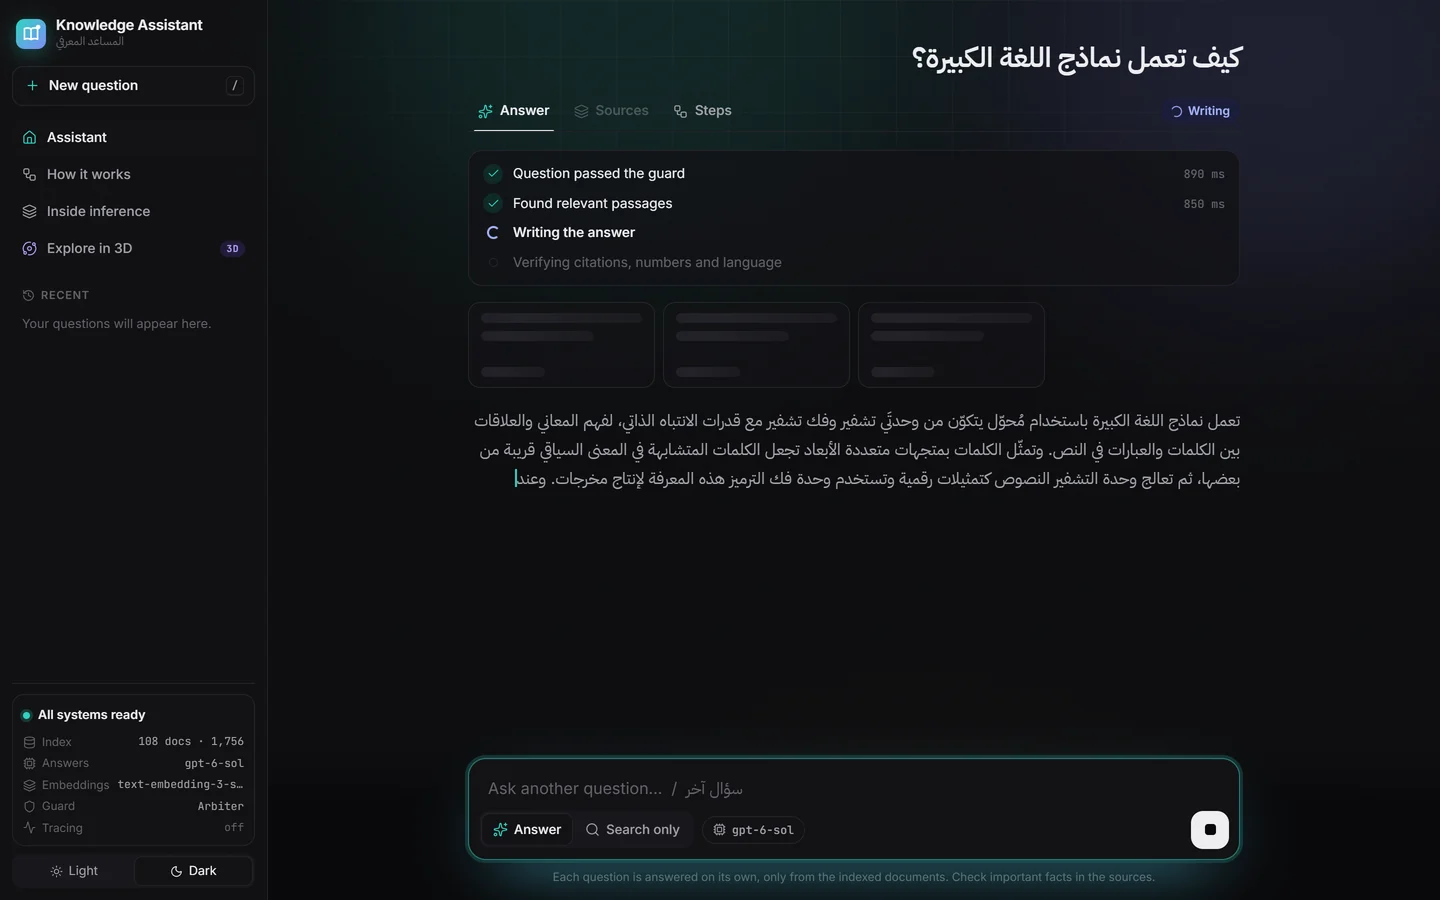 Knowledge Assistant
المساعد المعرفي
New question /
Assistant
How it works
Inside inference
Explore in 3D 3D
RECENT
Your questions will appear here.
All systems ready
Index 108 docs · 1,756
Answers gpt-6-sol
Embeddings text-embedding-3-s…
Guard Arbiter
Tracing off
Light Dark
كيف تعمل نماذج اللغة الكبيرة؟
Answer Sources Steps Writing
Question passed the guard 890 ms
Found relevant passages 850 ms
Writing the answer
Verifying citations, numbers and language
تعمل نماذج اللغة الكبيرة باستخدام مُحوّل يتكوّن من وحدتَي تشفير وفك تشفير مع قدرات الانتباه الذاتي، لفهم المعاني والعلاقات
بين الكلمات والعبارات في النص. وتمثّل الكلمات بمتجهات متعددة الأبعاد تجعل الكلمات المتشابهة في المعنى السياقي قريبة من
بعضها، ثم تعالج وحدة التشفير النصوص كتمثيلات رقمية وتستخدم وحدة فك الترميز هذه المعرفة لإنتاج مخرجات. وعند
Ask another question… / سؤال آخر
Answer Search only gpt-6-sol
Each question is answered on its own, only from the indexed documents. Check important facts in the sources.